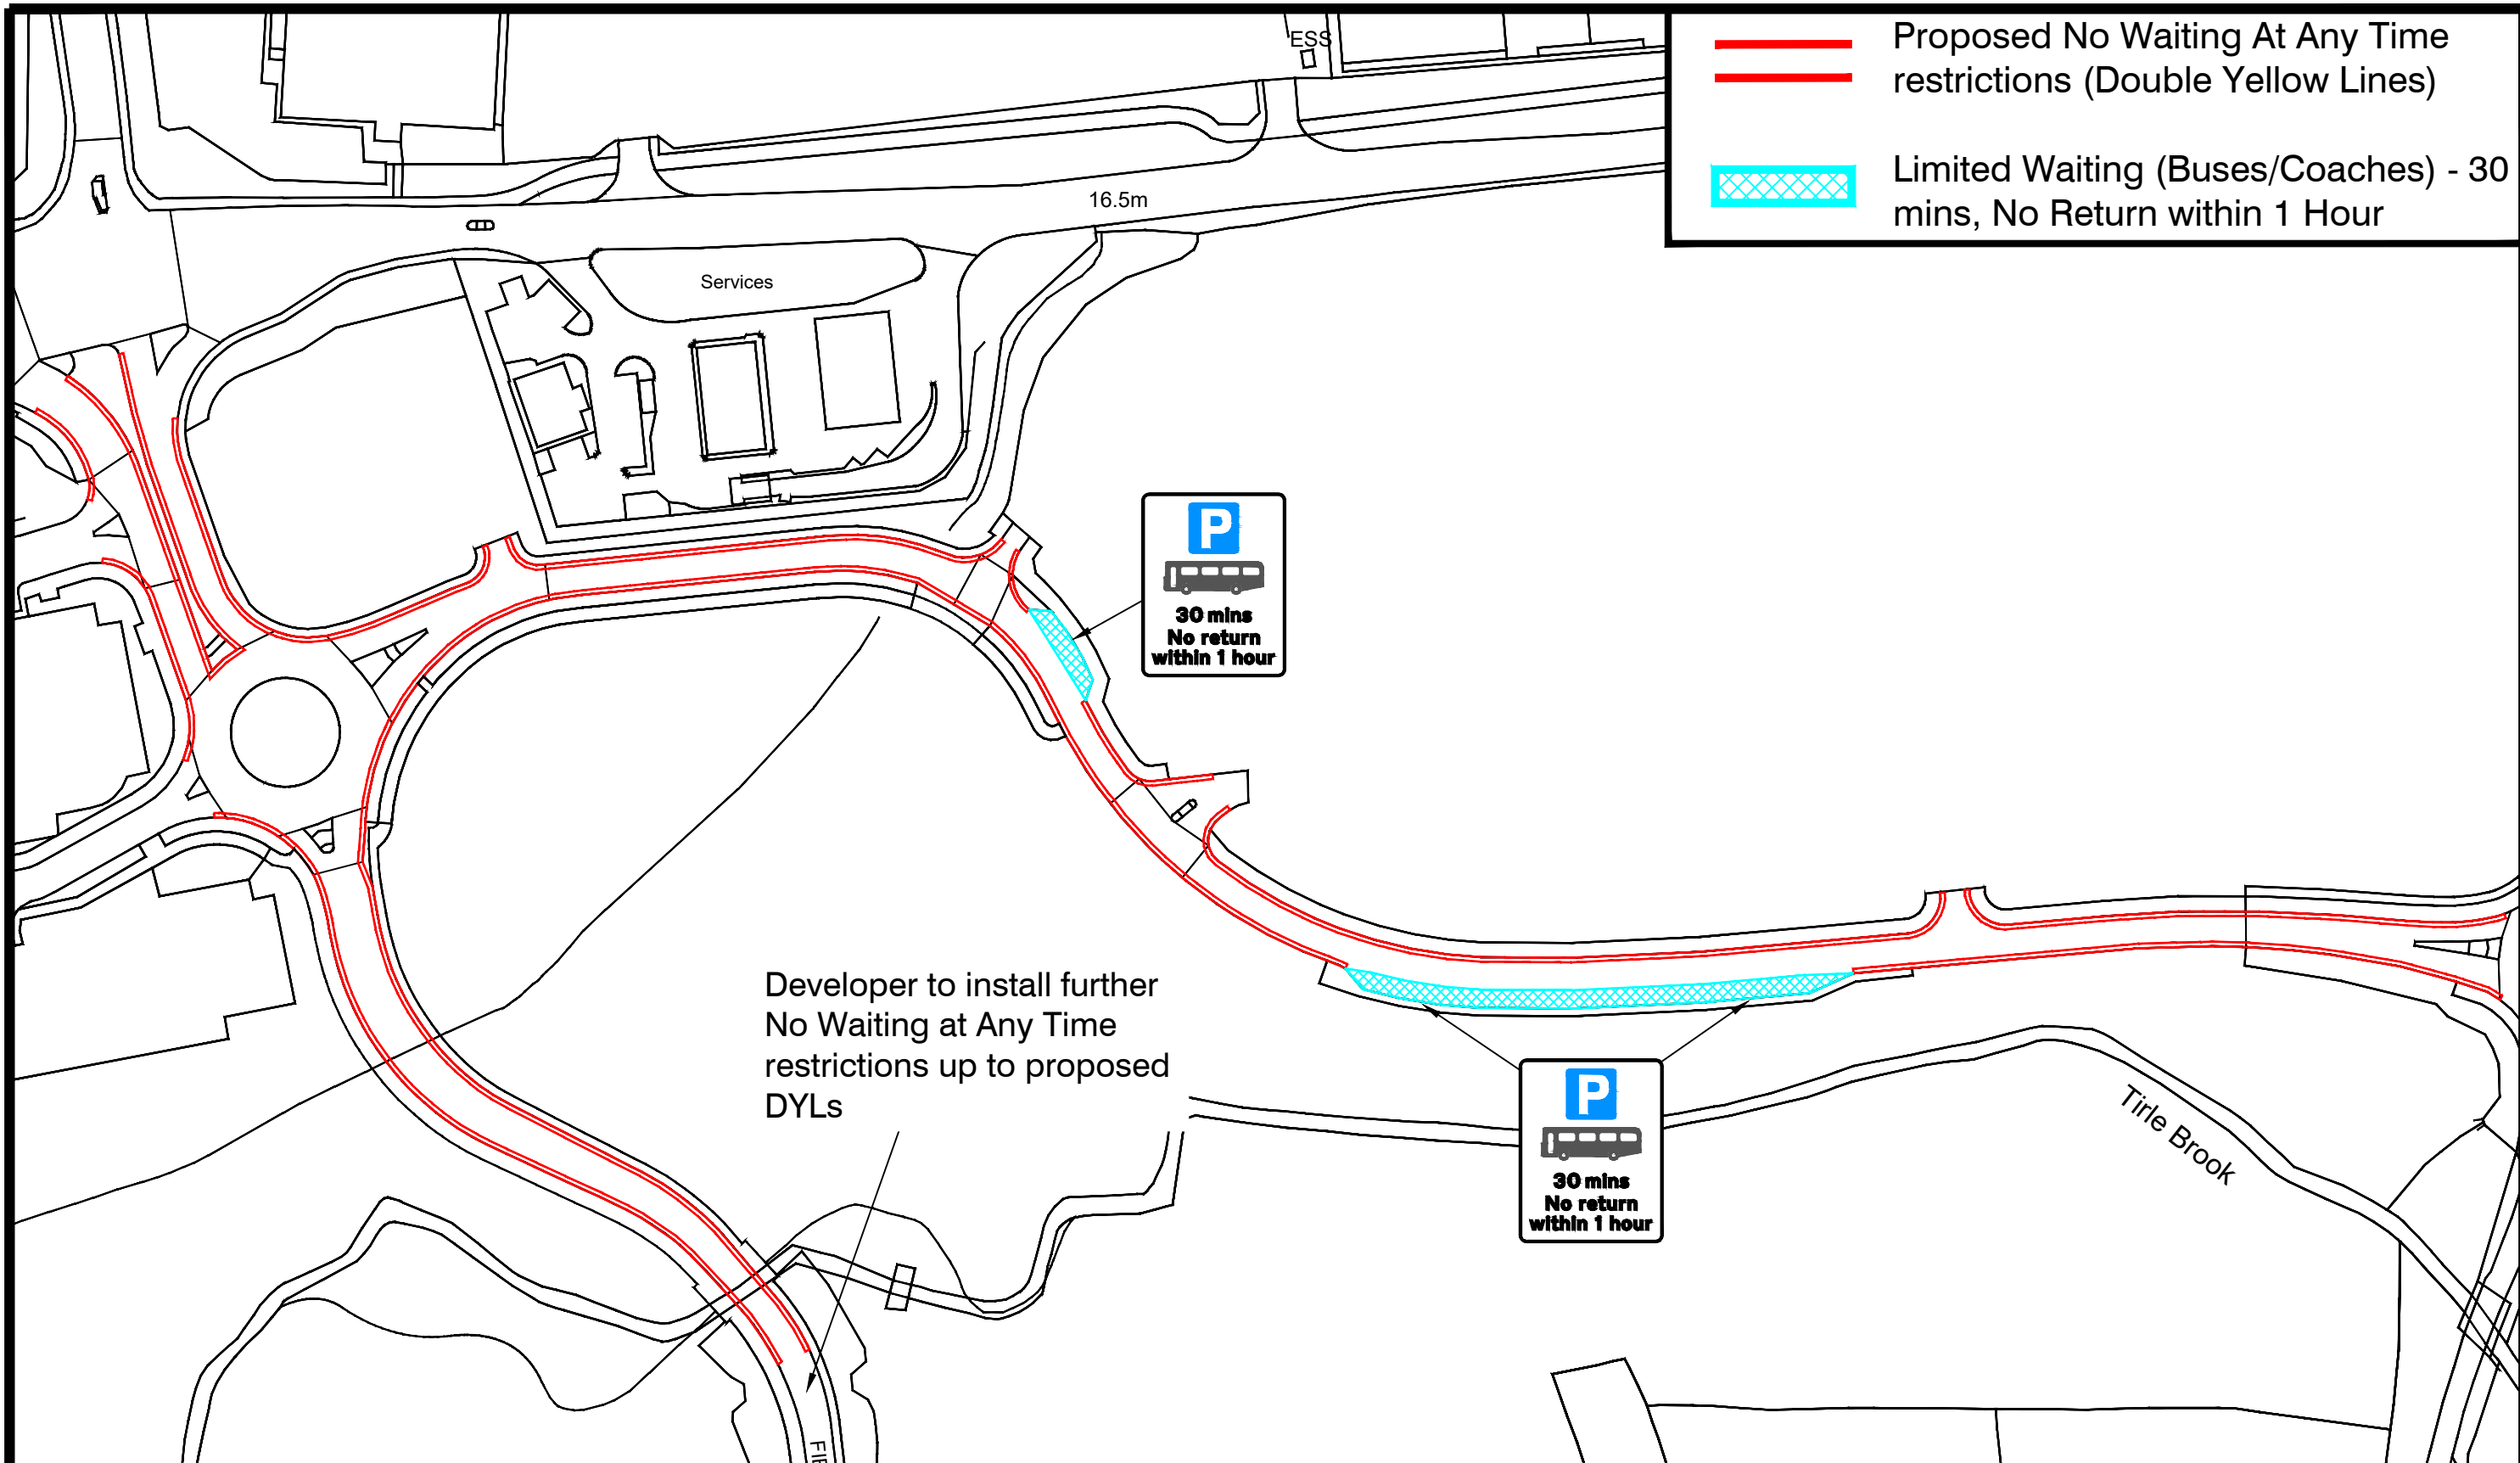 Proposed No Waiting At Any Time
restrictions (Double Yellow Lines)
Limited Waiting (Buses/Coaches) - 30
mins, No Return within 1 Hour
ESS
16.5m
Services
P
30 mins
No return
within 1 hour
Developer to install further
No Waiting at Any Time
restrictions up to proposed
DYLs
P
30 mins
No return
within 1 hour
Tirle Brook